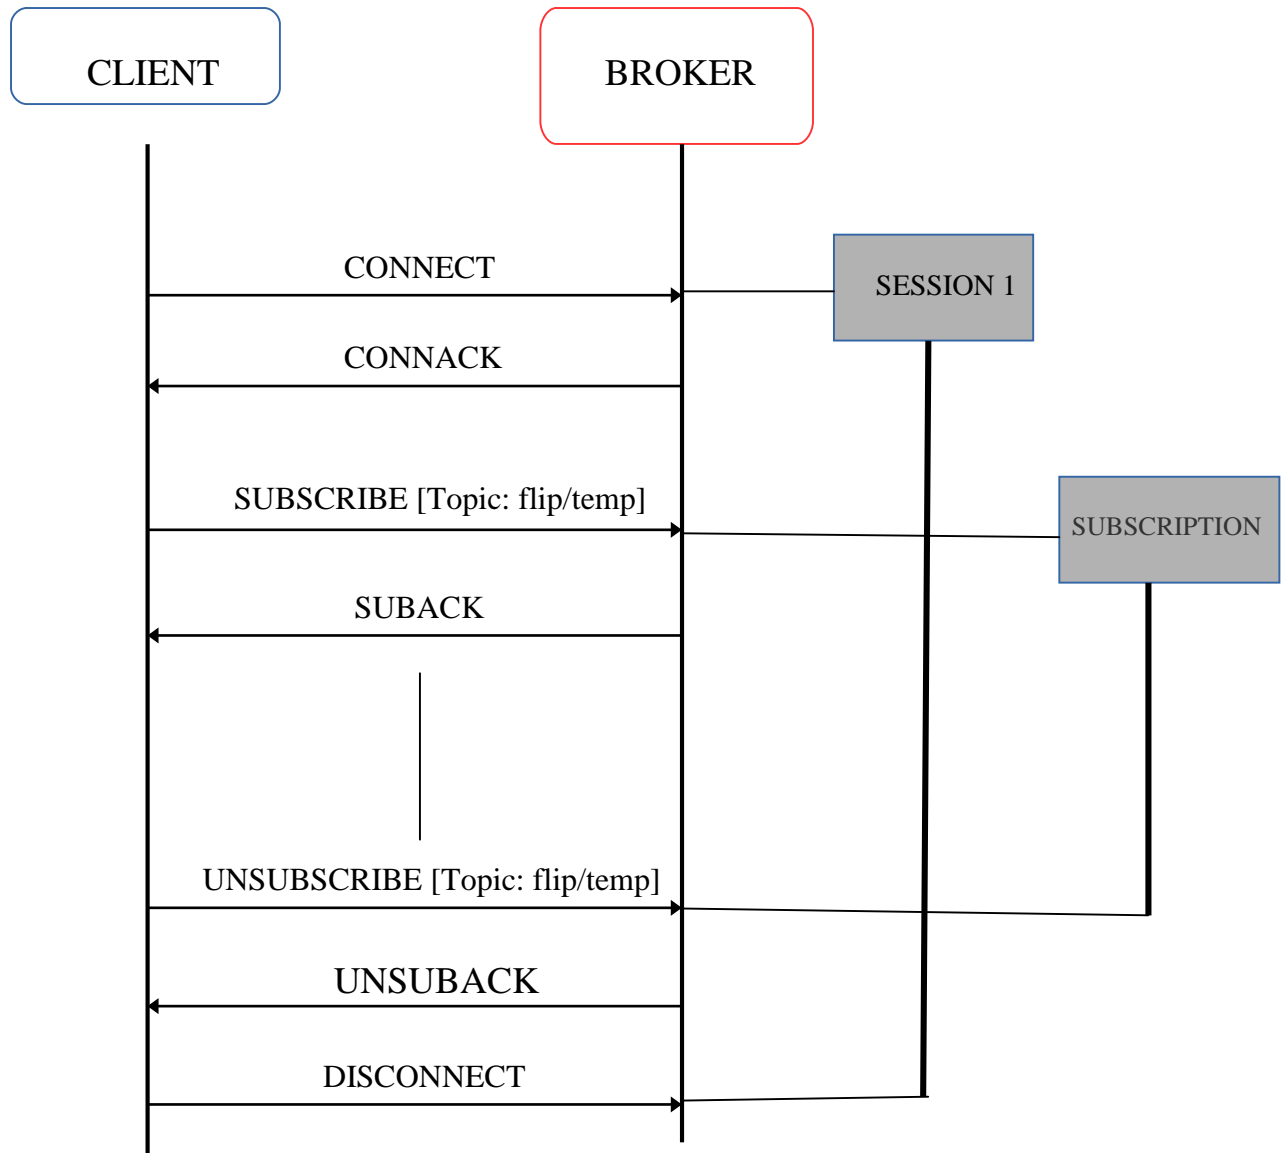 CLIENT
BROKER
CONNECT
SESSION 1
CONNACK
SUBSCRIBE [Topic: flip/temp]
SUBSCRIPTION
SUBACK
UNSUBSCRIBE [Topic: flip/temp]
UNSUBACK
DISCONNECT